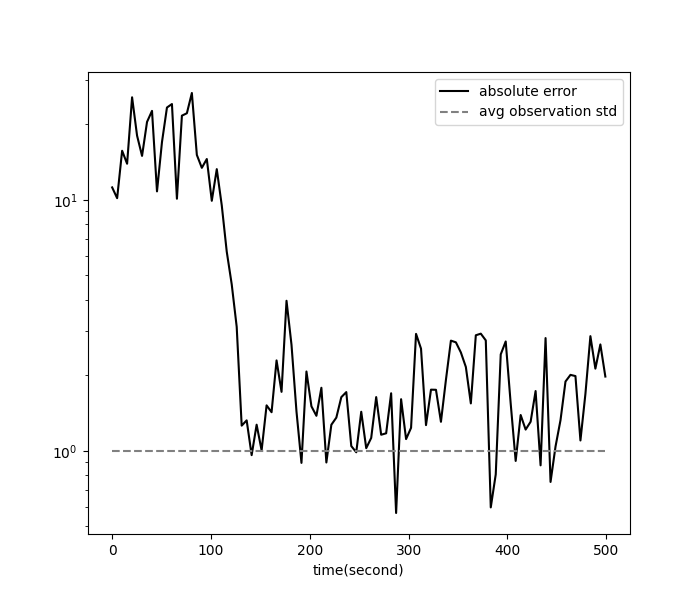 absolute error
avg observation std
10¹
10⁰
0 100 200 300 400 500
time(second)